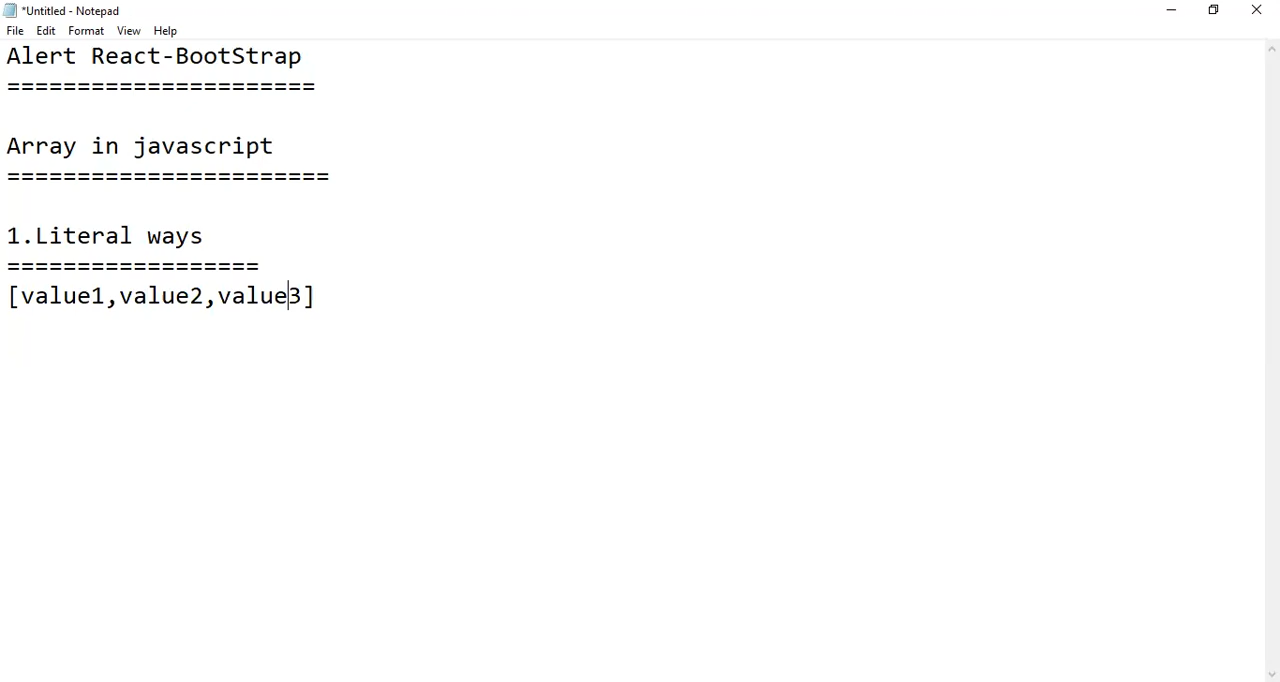 *Untitled - Notepad
File Edit Format View Help
Alert React-BootStrap
======================
Array in javascript
=======================
1.Literal ways
==================
[value1,value2,value3]